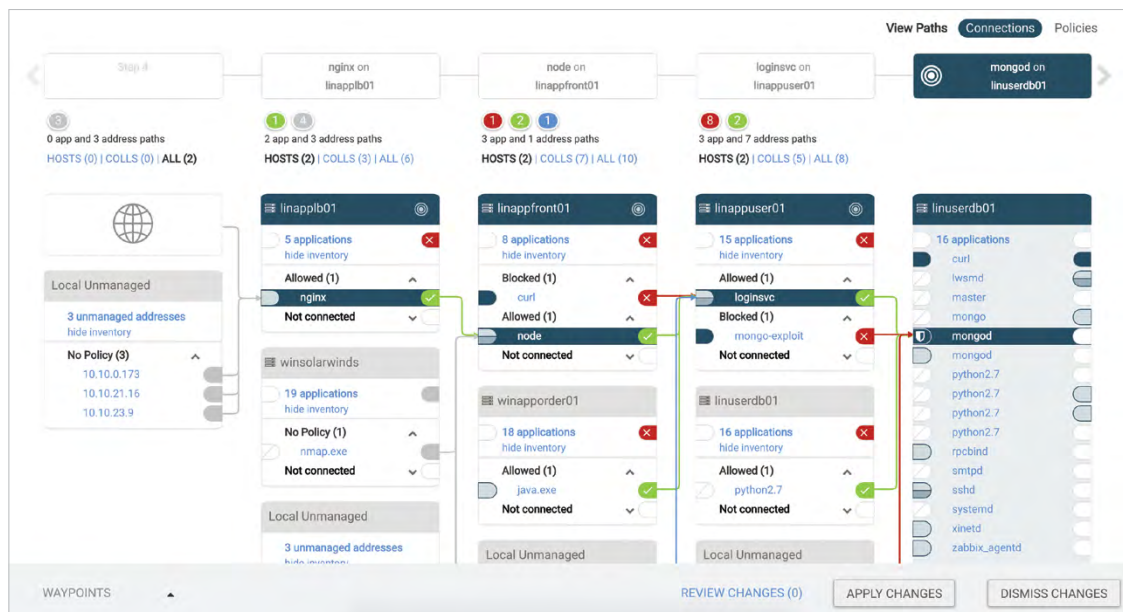 View Paths Connections Policies
Step 4
nginx on
linapplb01
node on
linappfront01
loginsvc on
linappuser01
mongod on
linuserdb01
3
0 app and 3 address paths
HOSTS (0) | COLLS (0) | ALL (2)
1 4
2 app and 3 address paths
HOSTS (2) | COLLS (3) | ALL (6)
1 2 1
3 app and 1 address paths
HOSTS (2) | COLLS (7) | ALL (10)
8 2
3 app and 7 address paths
HOSTS (2) | COLLS (5) | ALL (8)
Local Unmanaged
3 unmanaged addresses
hide inventory
No Policy (3)
10.10.0.173
10.10.21.16
10.10.23.9
linapplb01
5 applications
hide inventory
Allowed (1)
nginx
Not connected
winsolarwinds
19 applications
hide inventory
No Policy (1)
nmap.exe
Not connected
Local Unmanaged
3 unmanaged addresses
hide inventory
linappfront01
8 applications
hide inventory
Blocked (1)
curl
Allowed (1)
node
Not connected
winapporder01
18 applications
hide inventory
Allowed (1)
java.exe
Not connected
Local Unmanaged
linappuser01
15 applications
hide inventory
Allowed (1)
loginsvc
Blocked (1)
mongo-exploit
Not connected
linuserdb01
16 applications
hide inventory
Allowed (1)
python2.7
Not connected
Local Unmanaged
linuserdb01
16 applications
curl
lwsmd
master
mongo
mongod
mongod
python2.7
python2.7
python2.7
python2.7
rpcbind
smtpd
sshd
systemd
xinetd
zabbix_agentd
WAYPOINTS
REVIEW CHANGES (0)
APPLY CHANGES
DISMISS CHANGES